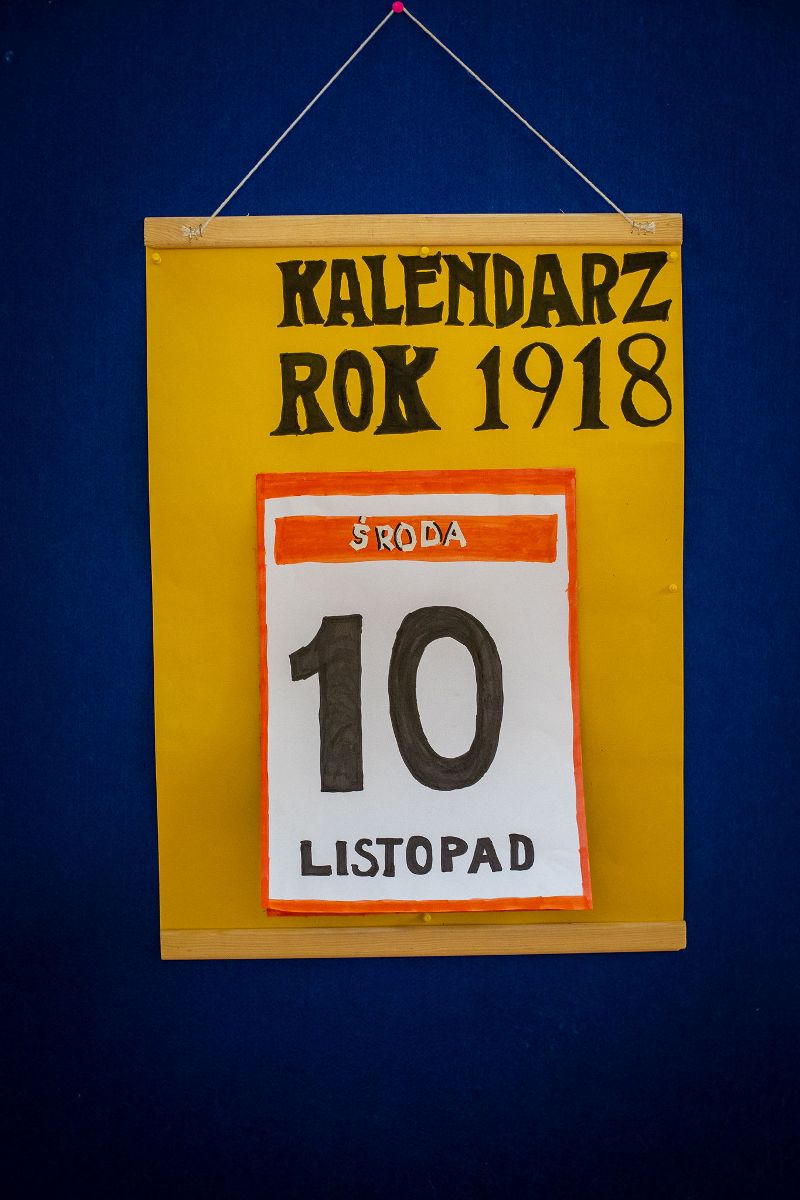 KALENDARZ
ROK 1918
ŚRODA
10
LISTOPAD